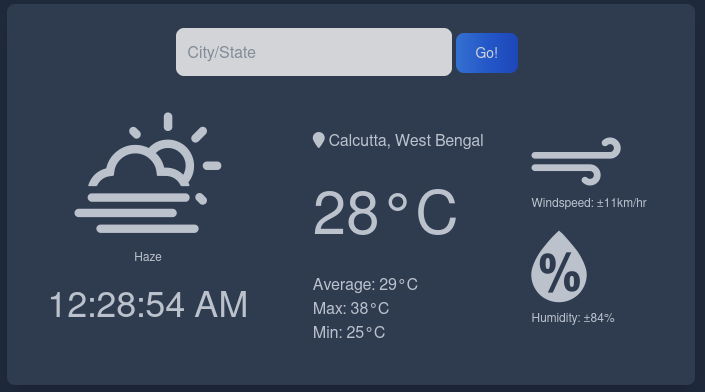 City/State
Go!
Haze
12:28:54 AM
Calcutta, West Bengal
28°C
Average: 29°C
Max: 38°C
Min: 25°C
Windspeed: ±11km/hr
%
Humidity: ±84%